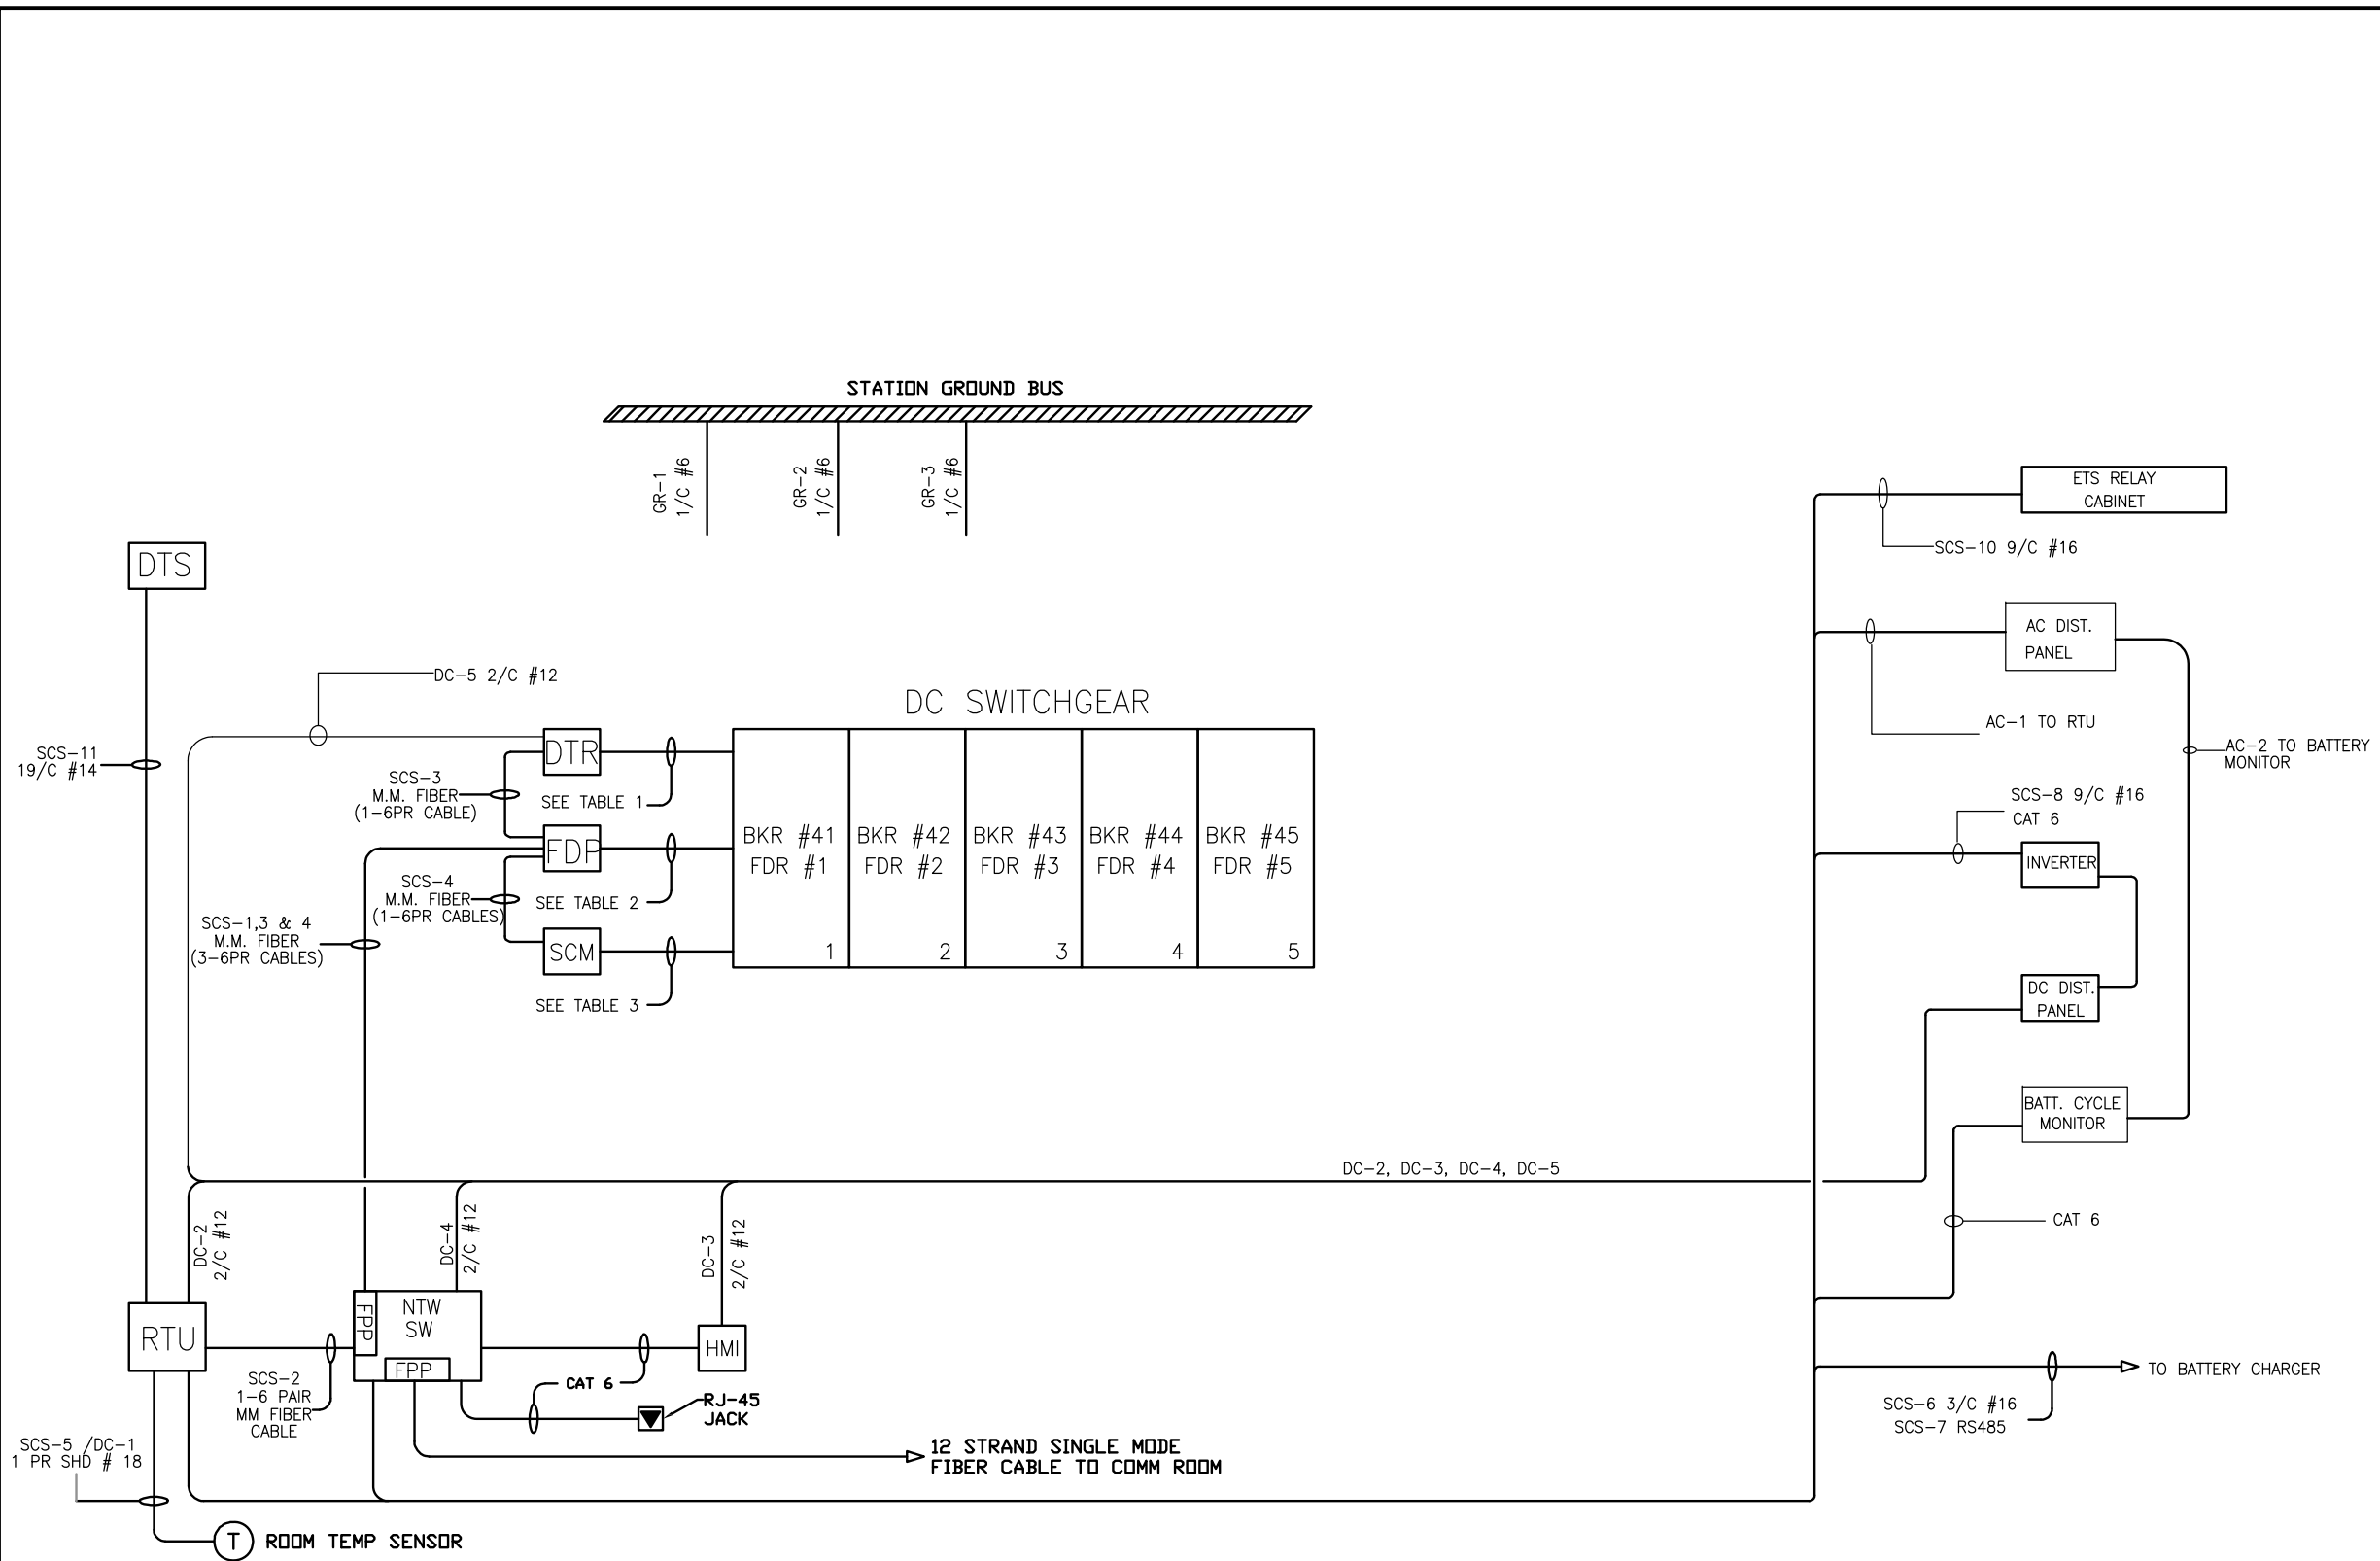 STATION GROUND BUS
GR-1
1/C #6
GR-2
1/C #6
GR-3
1/C #6
ETS RELAY
CABINET
SCS-10 9/C #16
DTS
AC DIST.
PANEL
DC-5 2/C #12
DC SWITCHGEAR
AC-1 TO RTU
SCS-11
19/C #14
DTR
AC-2 TO BATTERY
MONITOR
SCS-3
M.M. FIBER
(1-6PR CABLE)
SEE TABLE 1
SCS-8 9/C #16
CAT 6
FDP
BKR #41
FDR #1
1
BKR #42
FDR #2
2
BKR #43
FDR #3
3
BKR #44
FDR #4
4
BKR #45
FDR #5
5
INVERTER
SCS-4
M.M. FIBER
(1-6PR CABLES)
SEE TABLE 2
SCS-1,3 & 4
M.M. FIBER
(3-6PR CABLES)
SCM
SEE TABLE 3
DC DIST.
PANEL
BATT. CYCLE
MONITOR
DC-2, DC-3, DC-4, DC-5
DC-2
2/C #12
DC-4
2/C #12
DC-3
2/C #12
CAT 6
RTU
FPP
NTW
SW
FPP
HMI
SCS-2
1-6 PAIR
MM FIBER
CABLE
CAT 6
RJ-45
JACK
TO BATTERY CHARGER
SCS-6 3/C #16
SCS-7 RS485
SCS-5 /DC-1
1 PR SHD # 18
12 STRAND SINGLE MODE
FIBER CABLE TO COMM ROOM
T
ROOM TEMP SENSOR